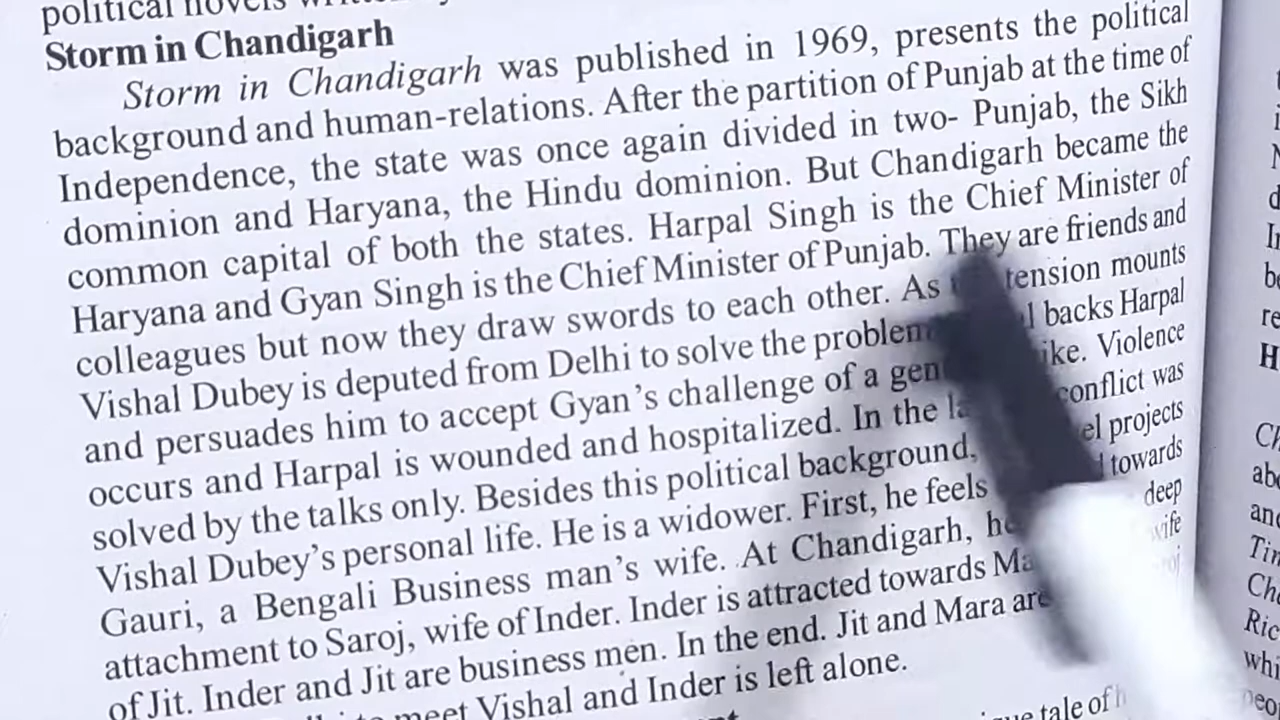 political novels
Storm in Chandigarh
Storm in Chandigarh was published in 1969, presents the political
background and human-relations. After the partition of Punjab at the time of
Independence, the state was once again divided in two- Punjab, the Sikh
dominion and Haryana, the Hindu dominion. But Chandigarh became the
common capital of both the states. Harpal Singh is the Chief Minister of
Haryana and Gyan Singh is the Chief Minister of Punjab. They are friends and
colleagues but now they draw swords to each other. As tension mounts
Vishal Dubey is deputed from Delhi to solve the problem backs Harpal
and persuades him to accept Gyan's challenge of a Violence
occurs and Harpal is wounded and hospitalized. In the conflict was
solved by the talks only. Besides this political background, projects
Vishal Dubey's personal life. He is a widower. First, he feels towards
Gauri, a Bengali Business man's wife. At Chandigarh, deep
attachment to Saroj, wife of Inder. Inder is attracted towards wife
of Jit. Inder and Jit are business men. In the end. Jit and Mara are
meet Vishal and Inder is left alone.
tale of